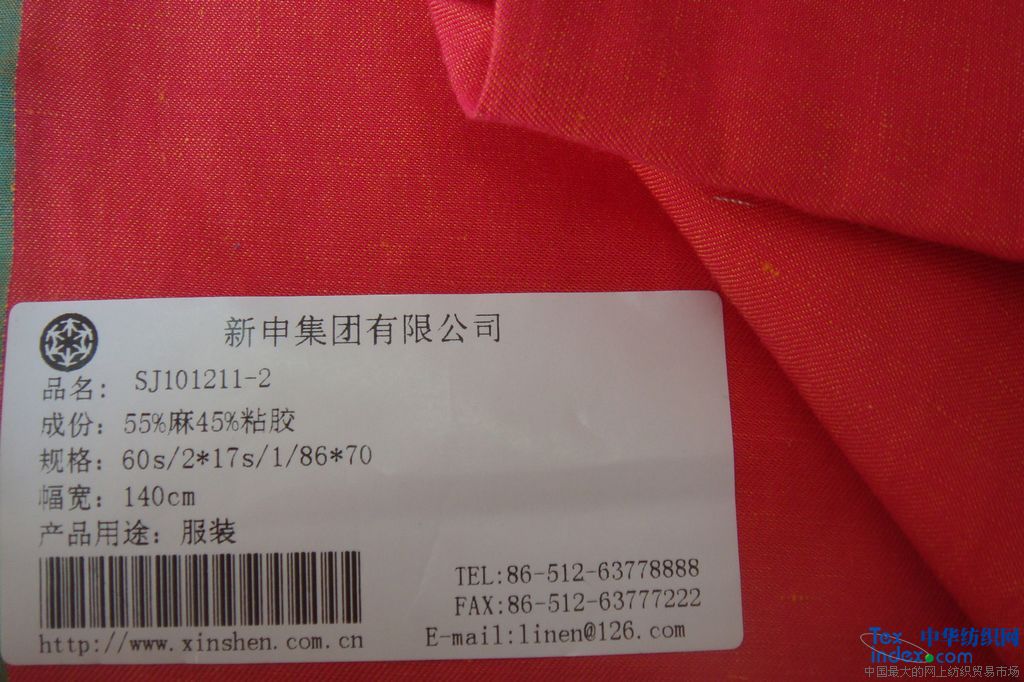 新申集团有限公司
品名: SJ101211-2
成份: 55%麻45%粘胶
规格: 60s/2*17s/1/86*70
幅宽: 140cm
产品用途: 服装
TEL:86-512-63778888
FAX:86-512-63777222
http://www.xinshen.com.cn
E-mail:linen@126.com
Tex 中华纺织网
index.com
中国最大的网上纺织贸易市场